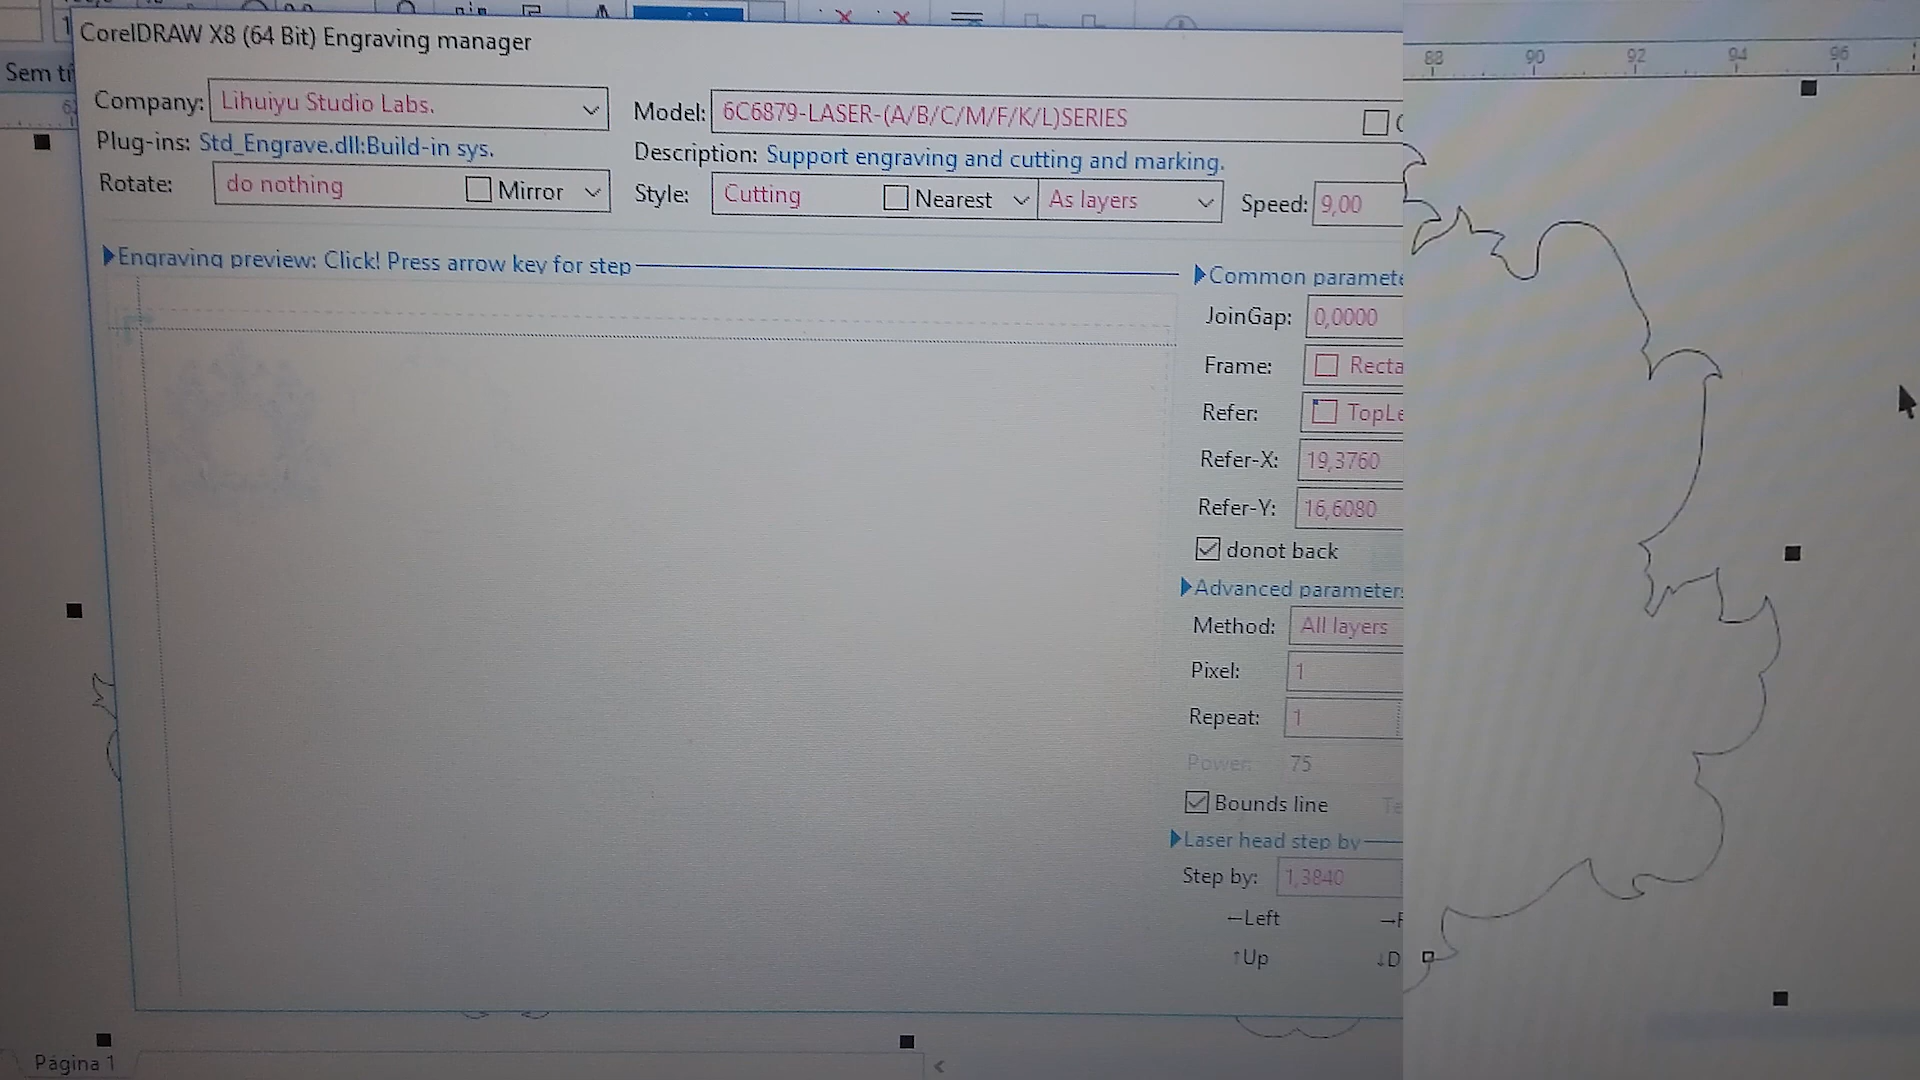 CorelDRAW X8 (64 Bit) Engraving manager
88 90 92 94 96
Sem tí
Company: Lihuiyu Studio Labs.
Model: 6C6879-LASER-(A/B/C/M/F/K/L)SERIES
Plug-ins: Std_Engrave.dll:Build-in sys.
Description: Support engraving and cutting and marking.
Rotate: do nothing Mirror
Style: Cutting Nearest As layers Speed: 9,00
Engraving preview: Click! Press arrow key for step
Common paramete
JoinGap: 0,0000
Frame: Recta
Refer: TopLe
Refer-X: 19,3760
Refer-Y: 16,6080
donot back
Advanced parameter
Method: All layers
Pixel: 1
Repeat: 1
Power: 75
Bounds line Te
Laser head step by
Step by: 1,3840
←Left
↑Up ↓D
Página 1